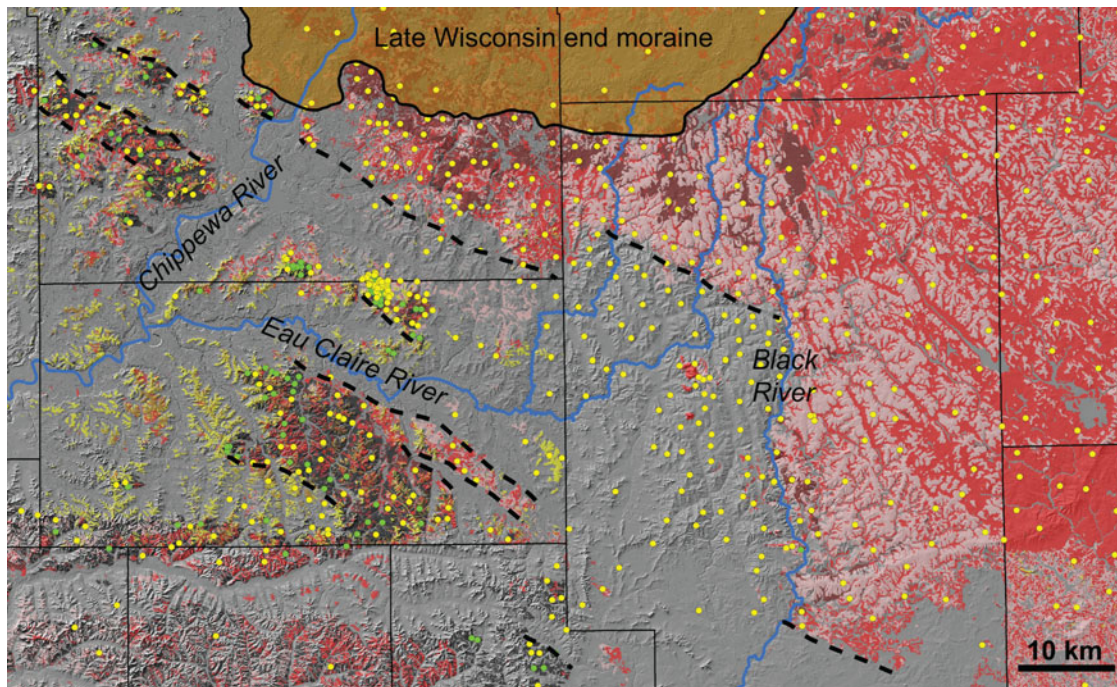 Late Wisconsin end moraine
Chippewa River
Eau Claire River
Black
River
10 km